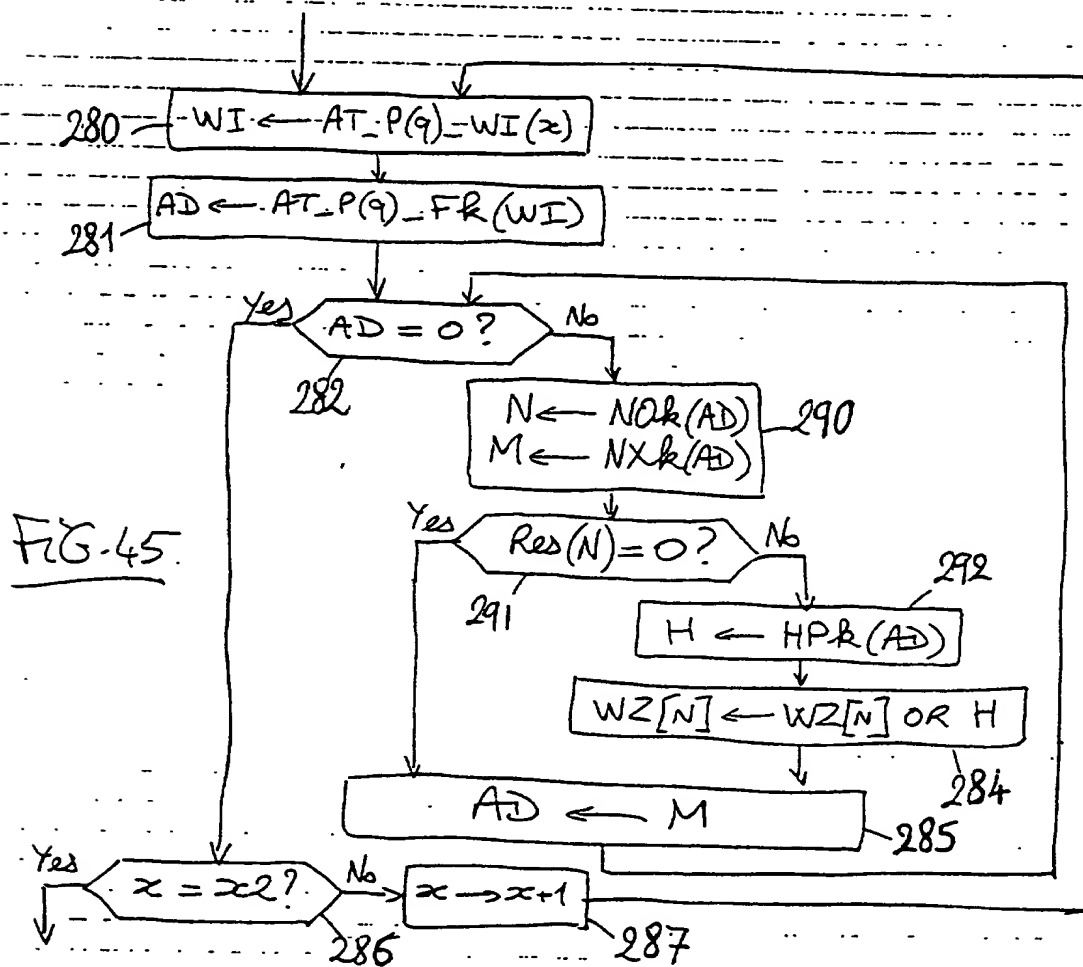 280 WI ← AT_P(q)_WI(x)
AD ← AT_P(q)_Fk(WI)
281
Yes AD = 0? No
282
N ← NOk(AD) 290
M ← NXk(AD)
FIG.45.
Yes Res(N)=0? No
291
292
H ← HPk(AD)
WZ[N] ← WZ[N] OR H
284
AD ← M
285
Yes x = x2? No x → x+1
286
287